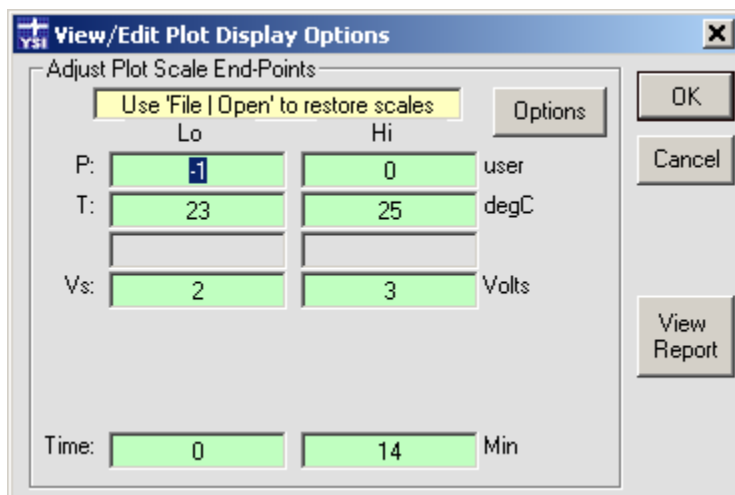 YSI View/Edit Plot Display Options
Adjust Plot Scale End-Points
Use 'File | Open' to restore scales
Options
OK
Lo Hi
Cancel
P: -1 0 user
T: 23 25 degC
Vs: 2 3 Volts
View
Report
Time: 0 14 Min